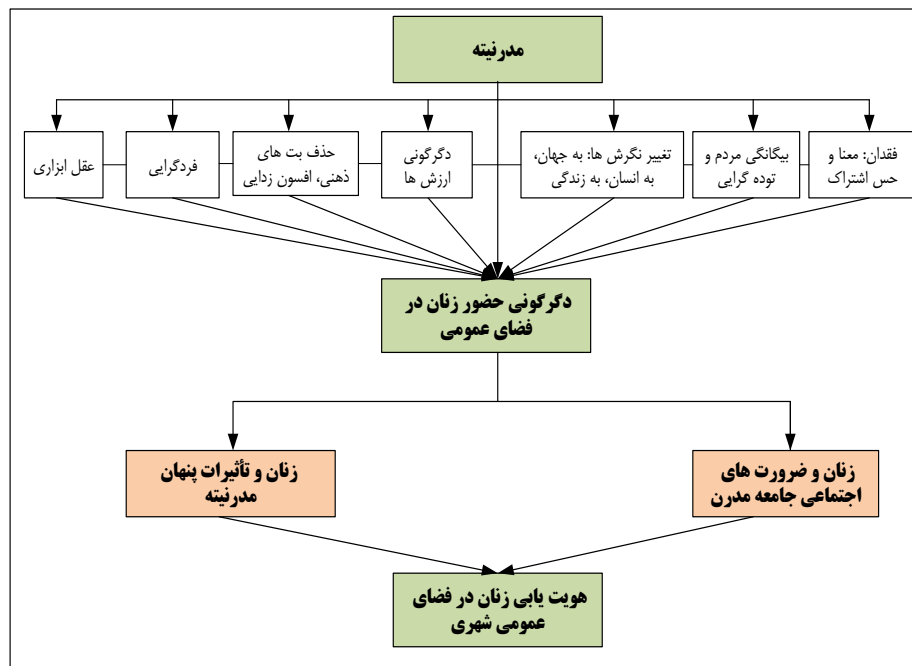 مدرنیته
فقدان: معنا و
حس اشتراک
بیگانگی مردم و
توده گرایی
تغییر نگرش ها: به جهان،
به انسان، به زندگی
دگرگونی
ارزش ها
حذف بت های
ذهنی، افسون زدایی
فردگرایی
عقل ابزاری
دگرگونی حضور زنان در
فضای عمومی
زنان و ضرورت های
اجتماعی جامعه مدرن
زنان و تأثیرات پنهان
مدرنیته
هویت یابی زنان در فضای
عمومی شهری